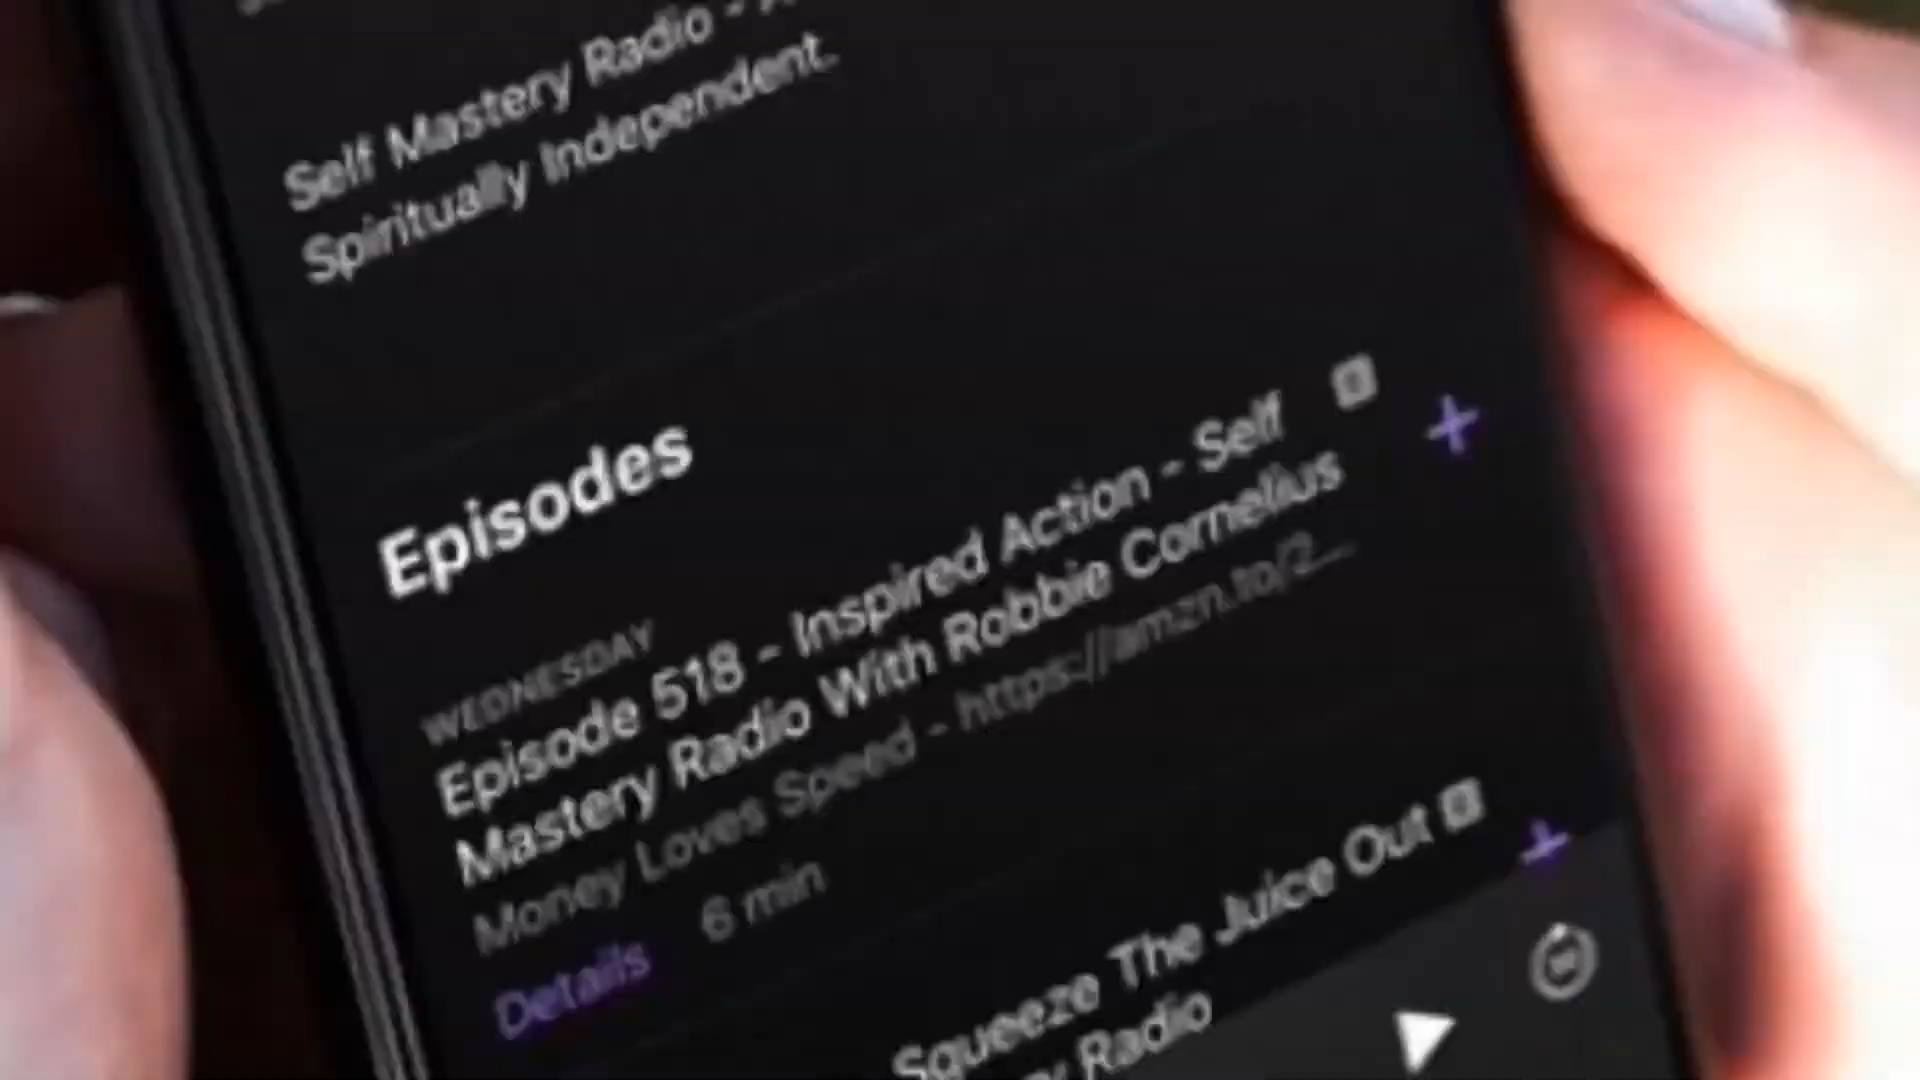 Self Mastery Radio -
Spiritually Independent.
Episodes
WEDNESDAY
Episode 518 - Inspired Action - Self
Mastery Radio With Robbie Cornelius
Money Loves Speed - https://amzn.to/2...
Details 6 min
Squeeze The Juice Out
Radio